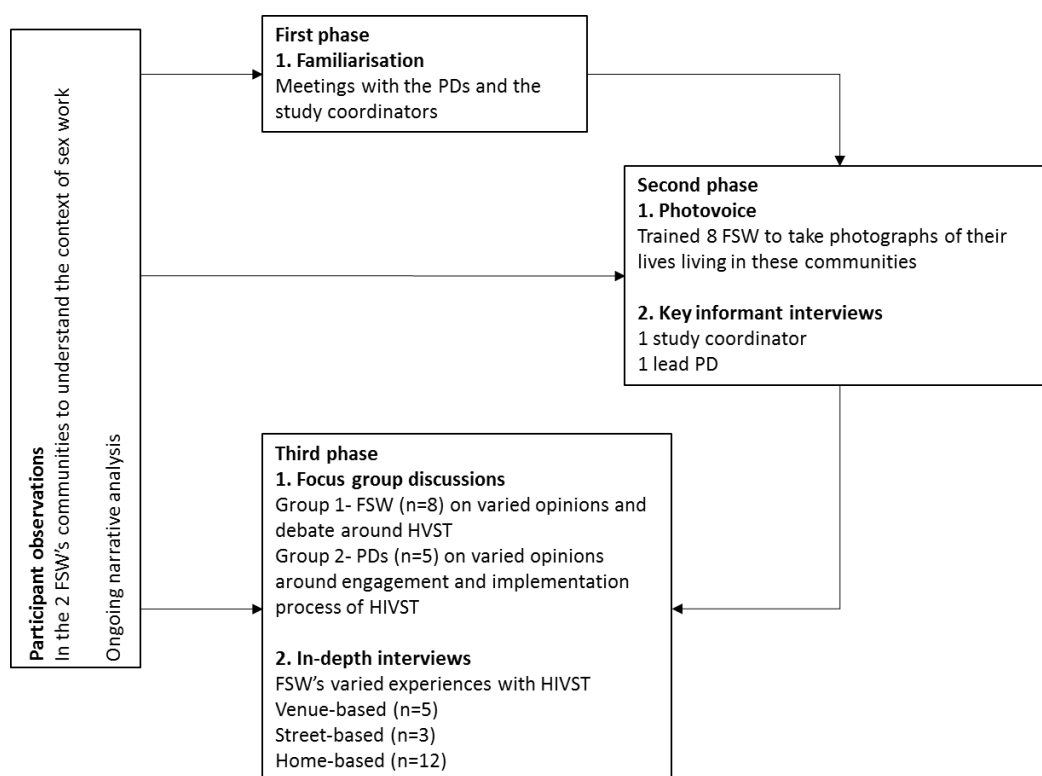 Participant observations
In the 2 FSW's communities to understand the context of sex work
Ongoing narrative analysis
First phase
1. Familiarisation
Meetings with the PDs and the
study coordinators
Second phase
1. Photovoice
Trained 8 FSW to take photographs of their
lives living in these communities
2. Key informant interviews
1 study coordinator
1 lead PD
Third phase
1. Focus group discussions
Group 1- FSW (n=8) on varied opinions and
debate around HVST
Group 2- PDs (n=5) on varied opinions
around engagement and implementation
process of HIVST
2. In-depth interviews
FSW's varied experiences with HIVST
Venue-based (n=5)
Street-based (n=3)
Home-based (n=12)